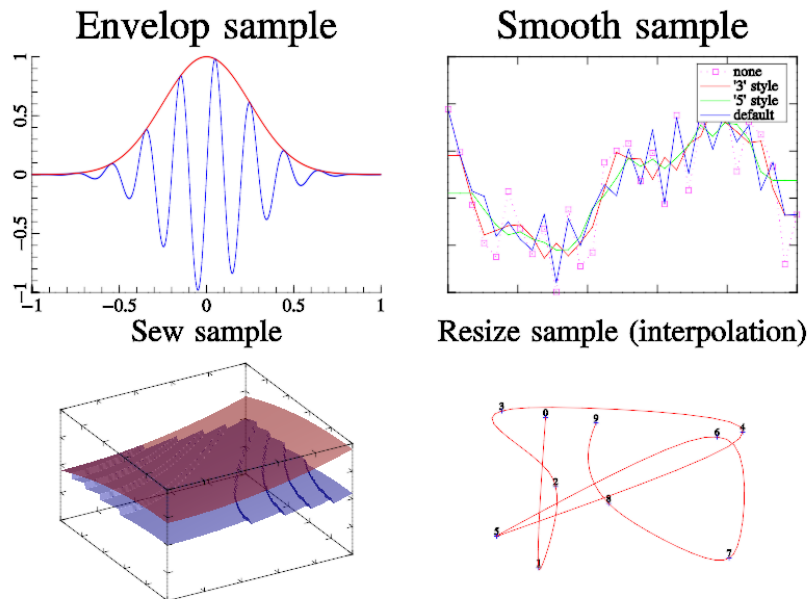 Envelop sample
1
0.5
0
−0.5
−1
−1
−0.5
0
0.5
1
Smooth sample
none
'3' style
'5' style
default
Sew sample
Resize sample (interpolation)
3
0
9
6
4
2
8
5
1
7